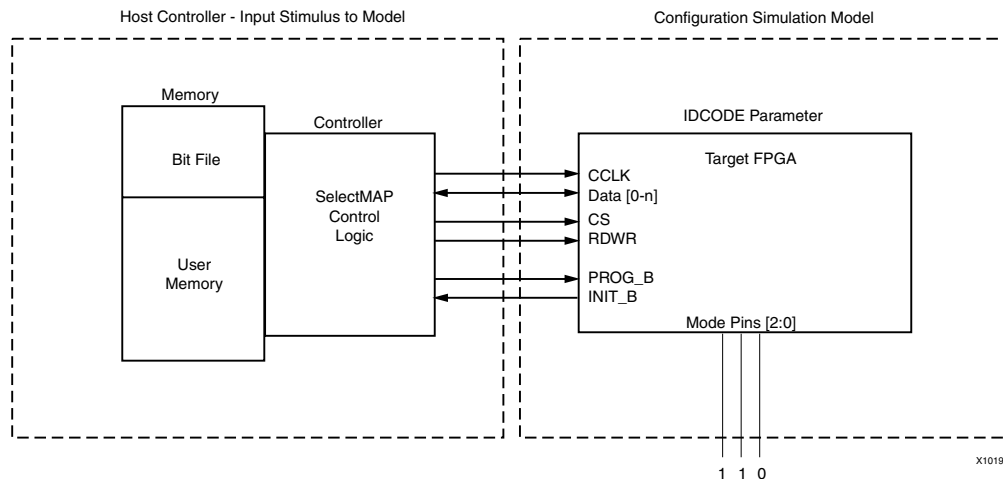 Host Controller - Input Stimulus to Model
Configuration Simulation Model
Memory
Controller
IDCODE Parameter
Bit File
Target FPGA
SelectMAP
Control
Logic
User
Memory
CCLK
Data [0-n]
CS
RDWR
PROG_B
INIT_B
Mode Pins [2:0]
1 1 0
X1019